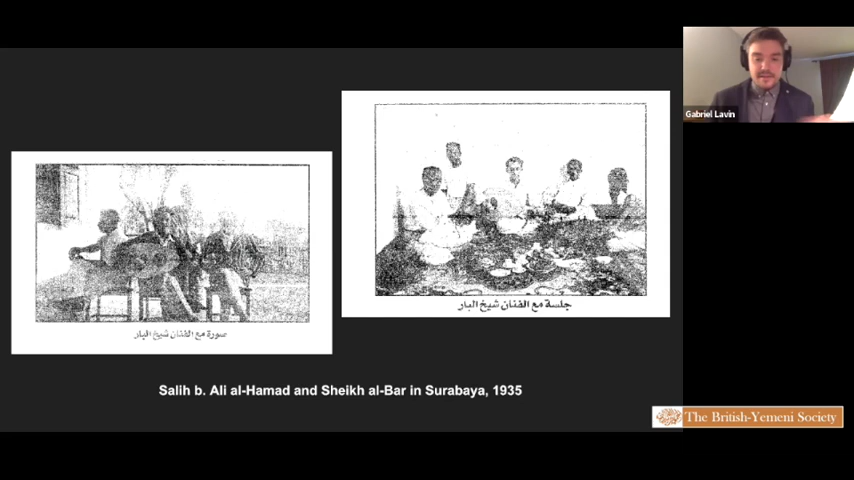 Gabriel Lavin
جلسة مع الفنان شيخ البار
صورة مع الفنان شيخ البار
Salih b. Ali al-Hamad and Sheikh al-Bar in Surabaya, 1935
The British-Yemeni Society